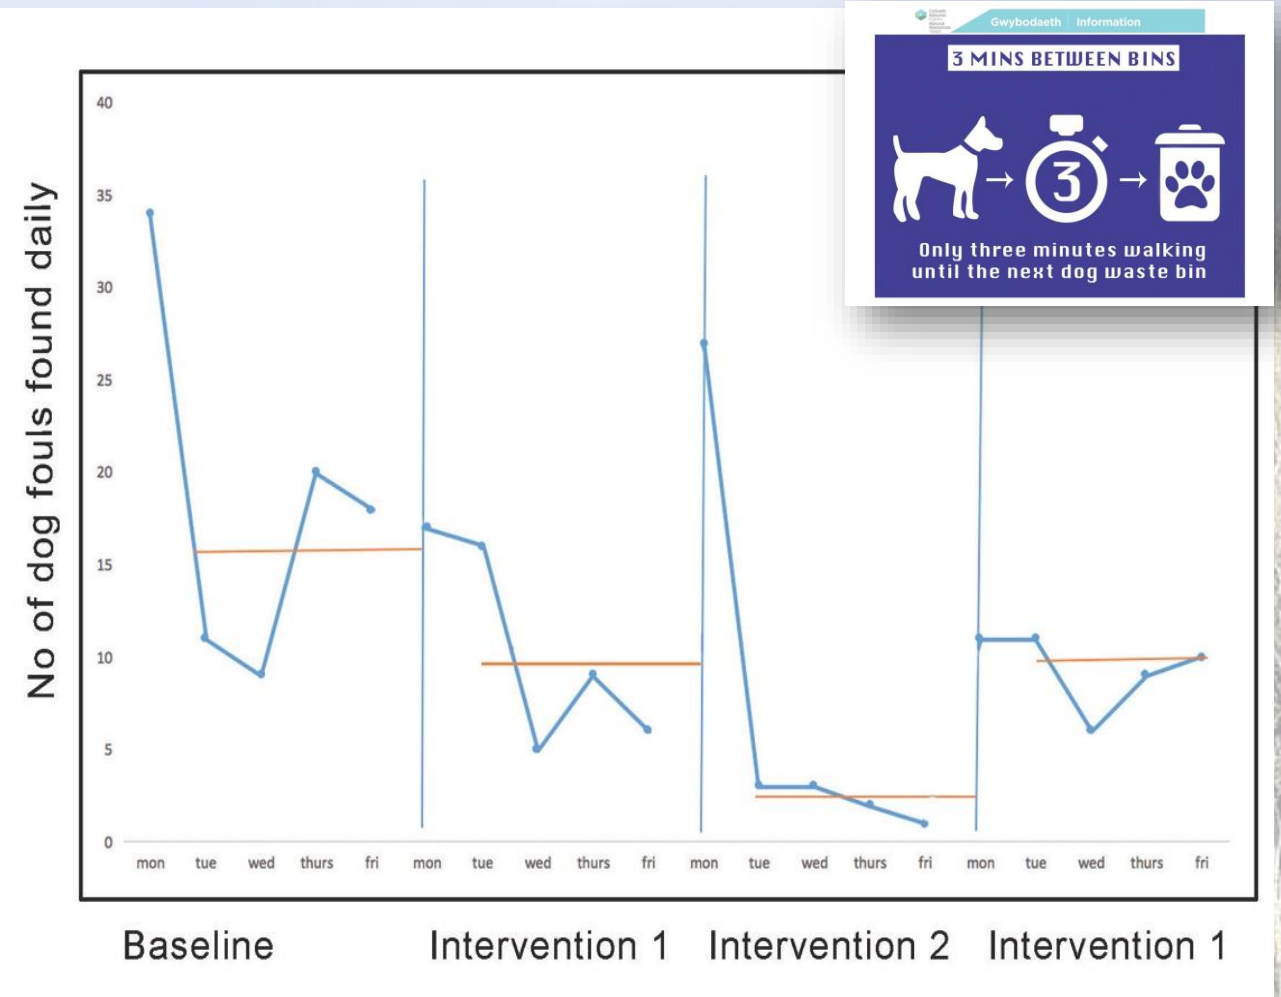 Gwybodaeth Information
3 MINS BETWEEN BINS
3
Only three minutes walking
until the next dog waste bin
No of dog fouls found daily
40
35
30
25
20
15
10
5
0
mon tue wed thurs fri mon tue wed thurs fri mon tue wed thurs fri mon tue wed thurs fri
Baseline Intervention 1 Intervention 2 Intervention 1